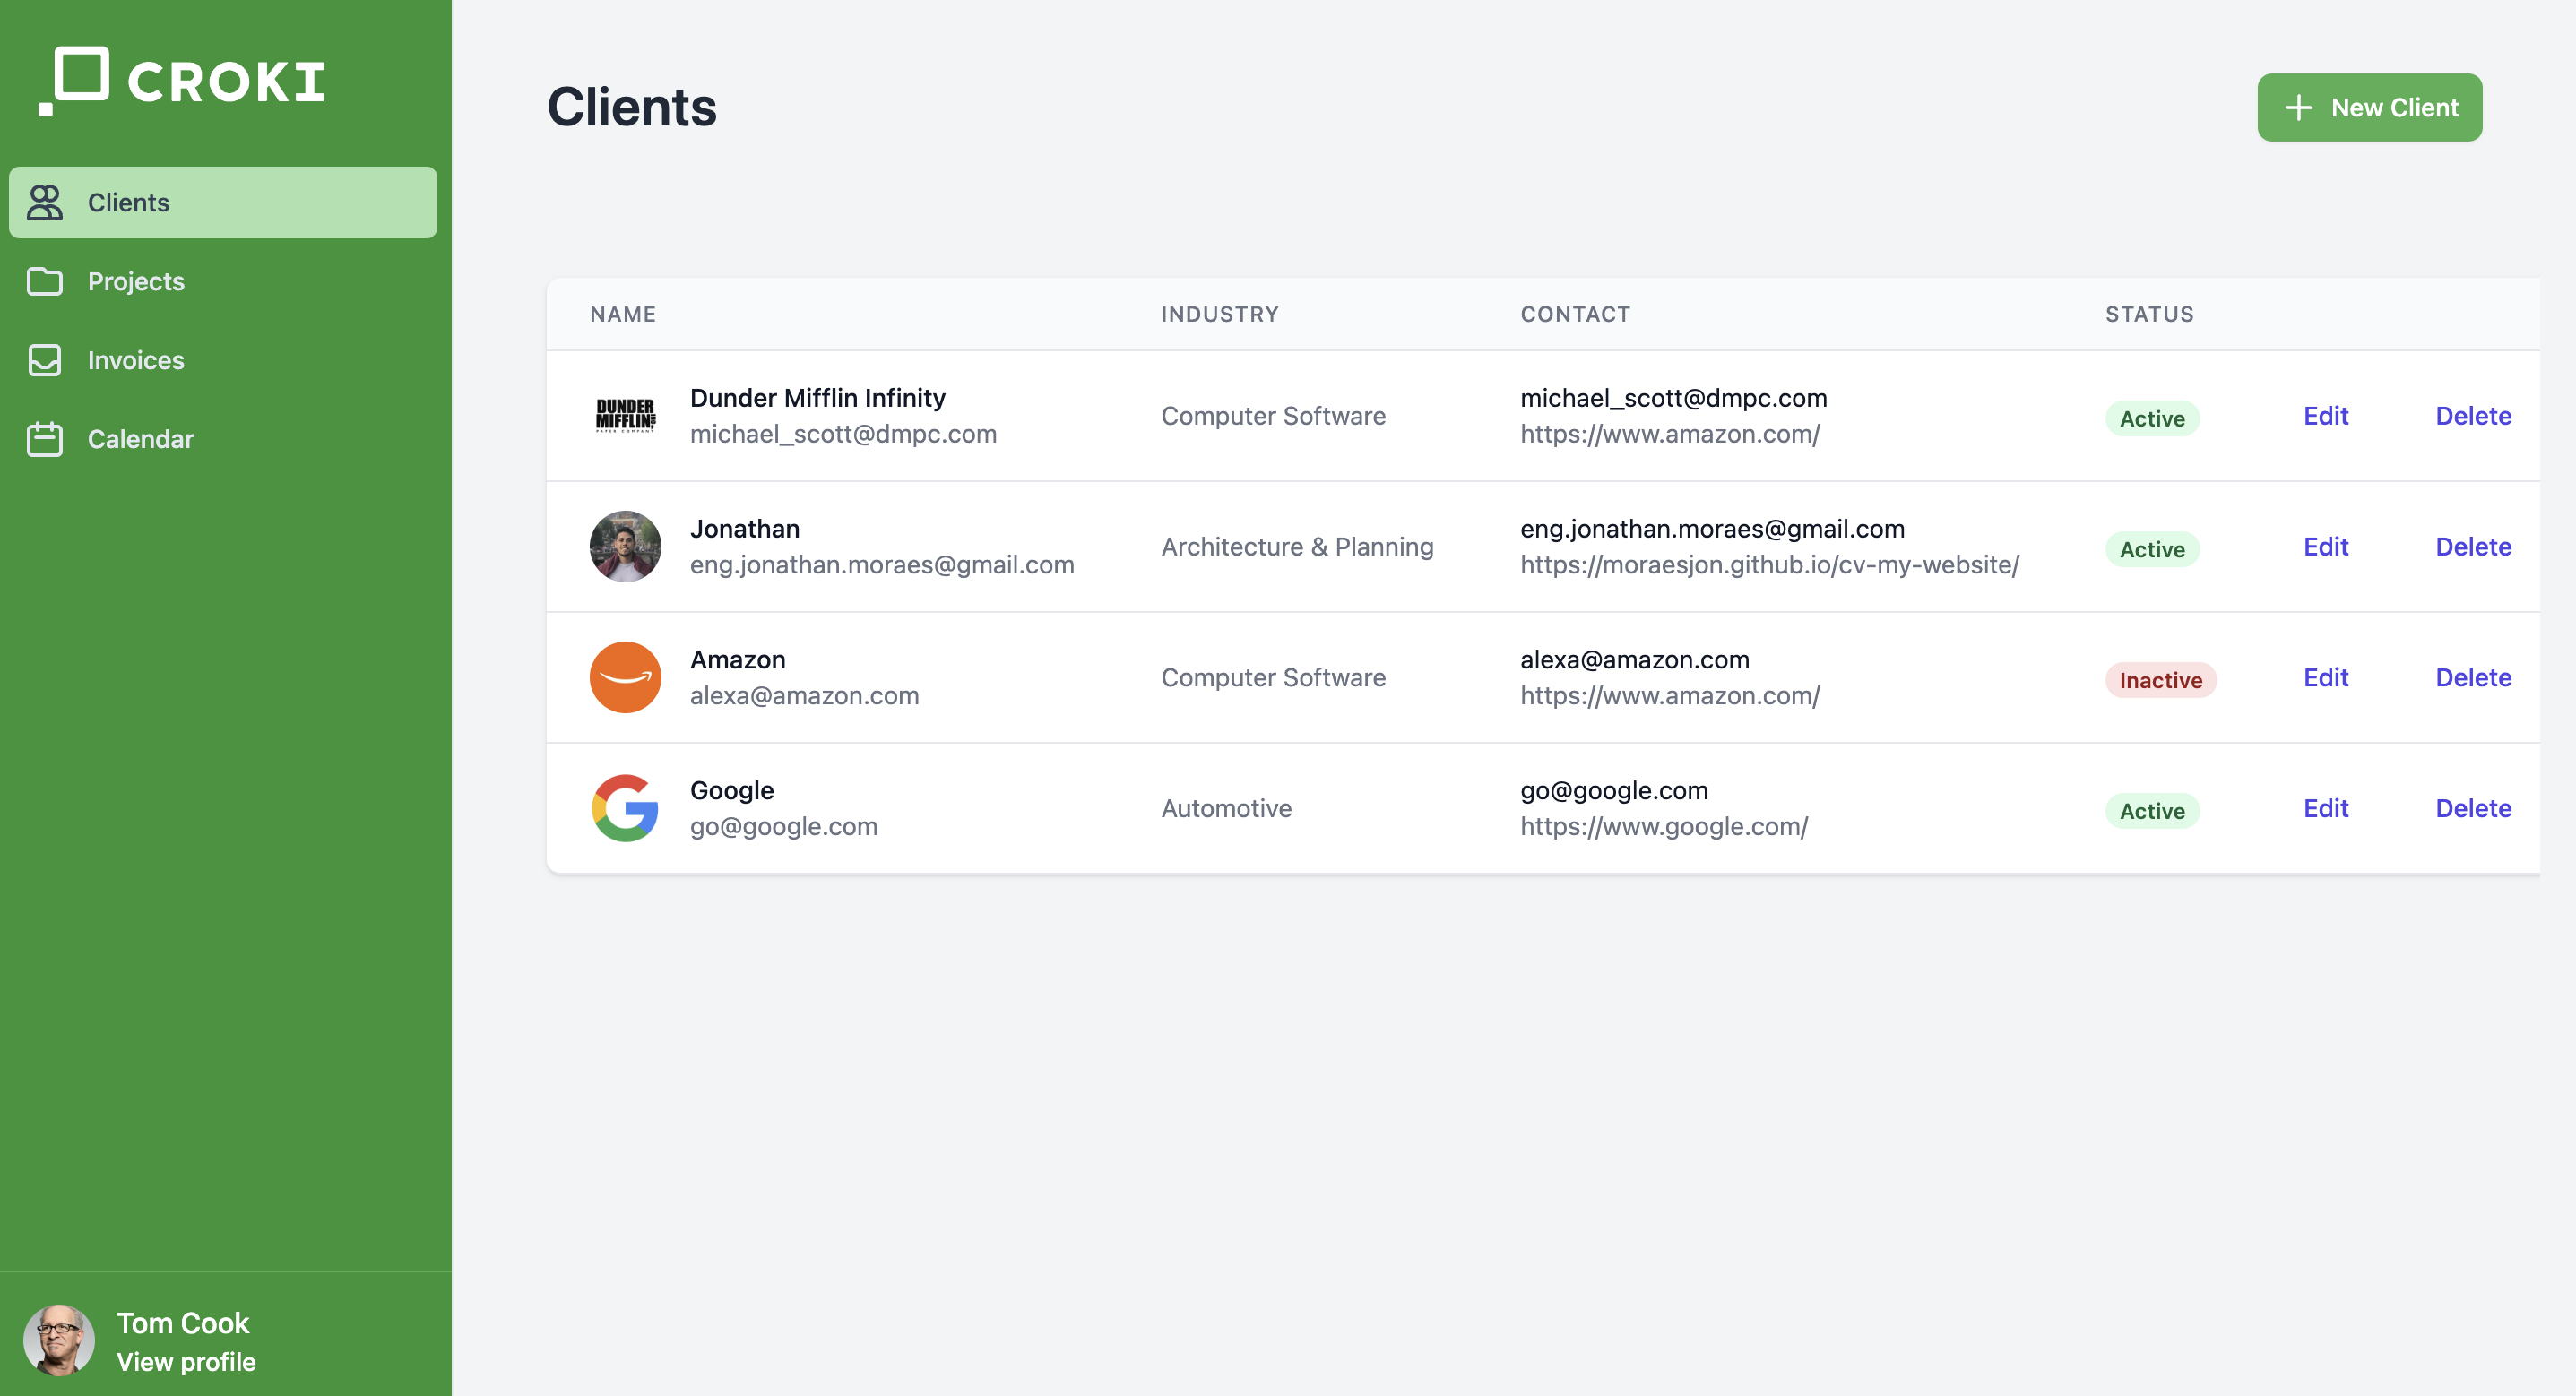 CROKI
Clients
Projects
Invoices
Calendar
Tom Cook
View profile
Clients
New Client
NAME INDUSTRY CONTACT STATUS
DUNDER
MIFFLIN
PAPER COMPANY
Dunder Mifflin Infinity
michael_scott@dmpc.com
Computer Software
michael_scott@dmpc.com
https://www.amazon.com/
Active Edit Delete
Jonathan
eng.jonathan.moraes@gmail.com
Architecture & Planning
eng.jonathan.moraes@gmail.com
https://moraesjon.github.io/cv-my-website/
Active Edit Delete
Amazon
alexa@amazon.com
Computer Software
alexa@amazon.com
https://www.amazon.com/
Inactive Edit Delete
Google
go@google.com
Automotive
go@google.com
https://www.google.com/
Active Edit Delete